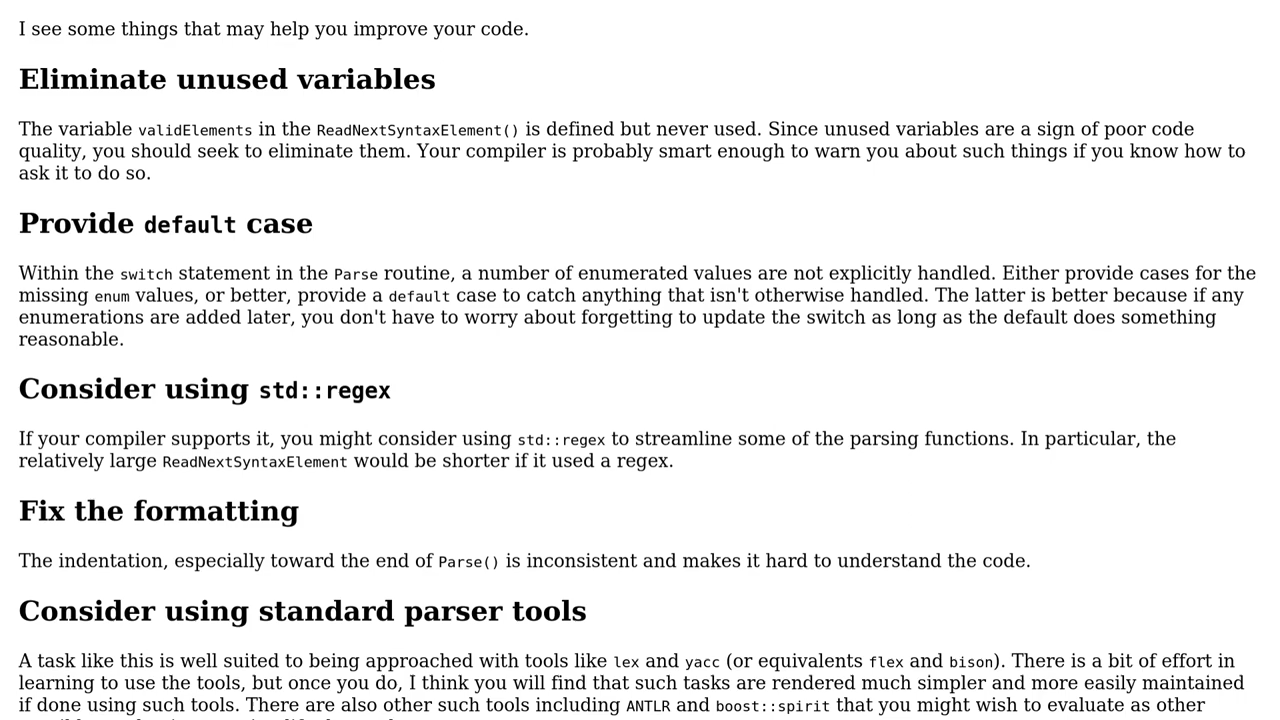 I see some things that may help you improve your code.
Eliminate unused variables
The variable validElements in the ReadNextSyntaxElement() is defined but never used. Since unused variables are a sign of poor code
quality, you should seek to eliminate them. Your compiler is probably smart enough to warn you about such things if you know how to
ask it to do so.
Provide default case
Within the switch statement in the Parse routine, a number of enumerated values are not explicitly handled. Either provide cases for the
missing enum values, or better, provide a default case to catch anything that isn't otherwise handled. The latter is better because if any
enumerations are added later, you don't have to worry about forgetting to update the switch as long as the default does something
reasonable.
Consider using std::regex
If your compiler supports it, you might consider using std::regex to streamline some of the parsing functions. In particular, the
relatively large ReadNextSyntaxElement would be shorter if it used a regex.
Fix the formatting
The indentation, especially toward the end of Parse() is inconsistent and makes it hard to understand the code.
Consider using standard parser tools
A task like this is well suited to being approached with tools like lex and yacc (or equivalents flex and bison). There is a bit of effort in
learning to use the tools, but once you do, I think you will find that such tasks are rendered much simpler and more easily maintained
if done using such tools. There are also other such tools including ANTLR and boost::spirit that you might wish to evaluate as other